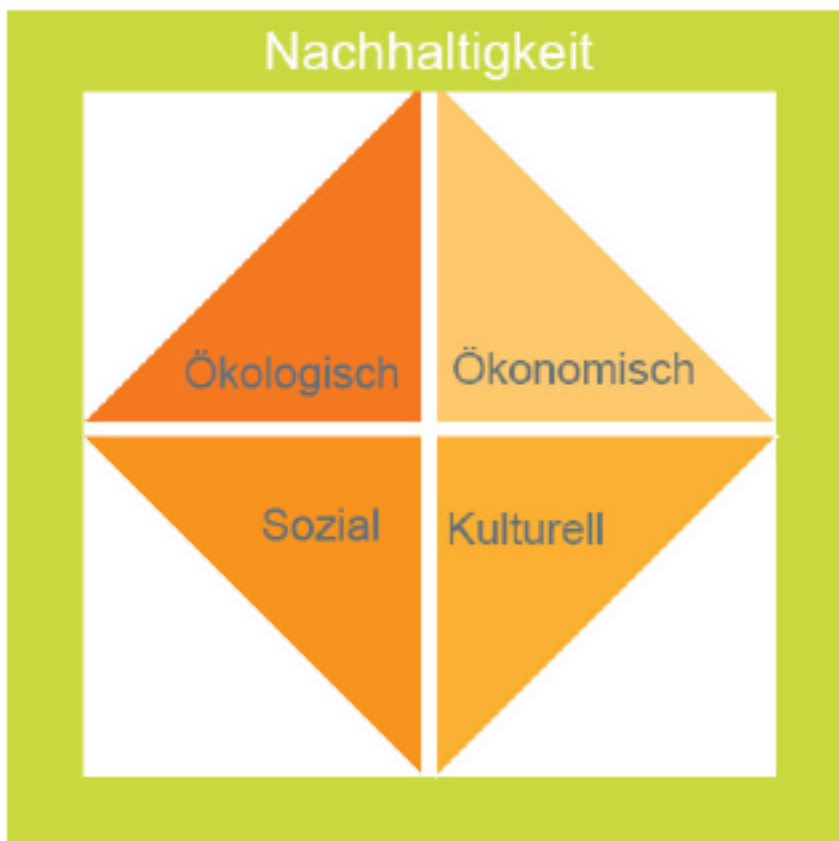 Nachhaltigkeit
Ökologisch
Ökonomisch
Sozial
Kulturell